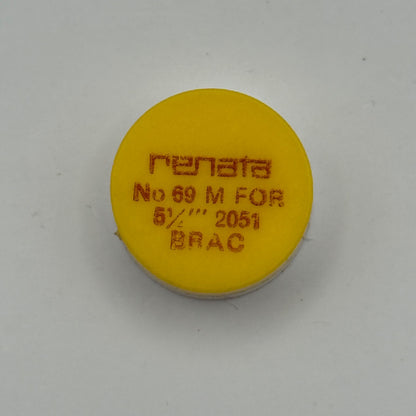 renata
No 69 M FOR
5½''' 2051
BRAC